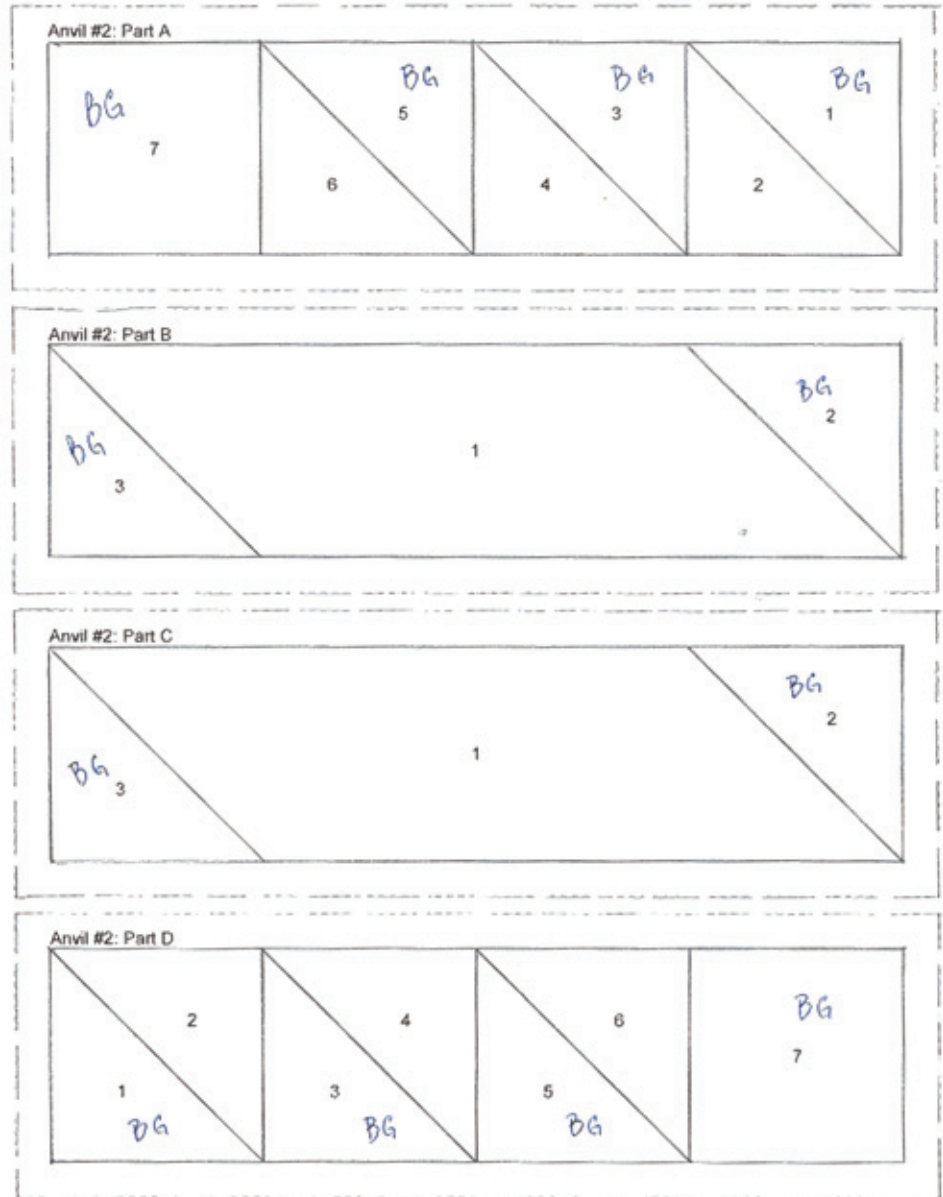 Anvil #2: Part A
BG BG BG BG
7 5 3 1
6 4 2
Anvil #2: Part B
BG
2
BG
1
3
Anvil #2: Part C
BG
2
1
BG
3
Anvil #2: Part D
BG
2 4 6
7
1 3 5
BG BG BG